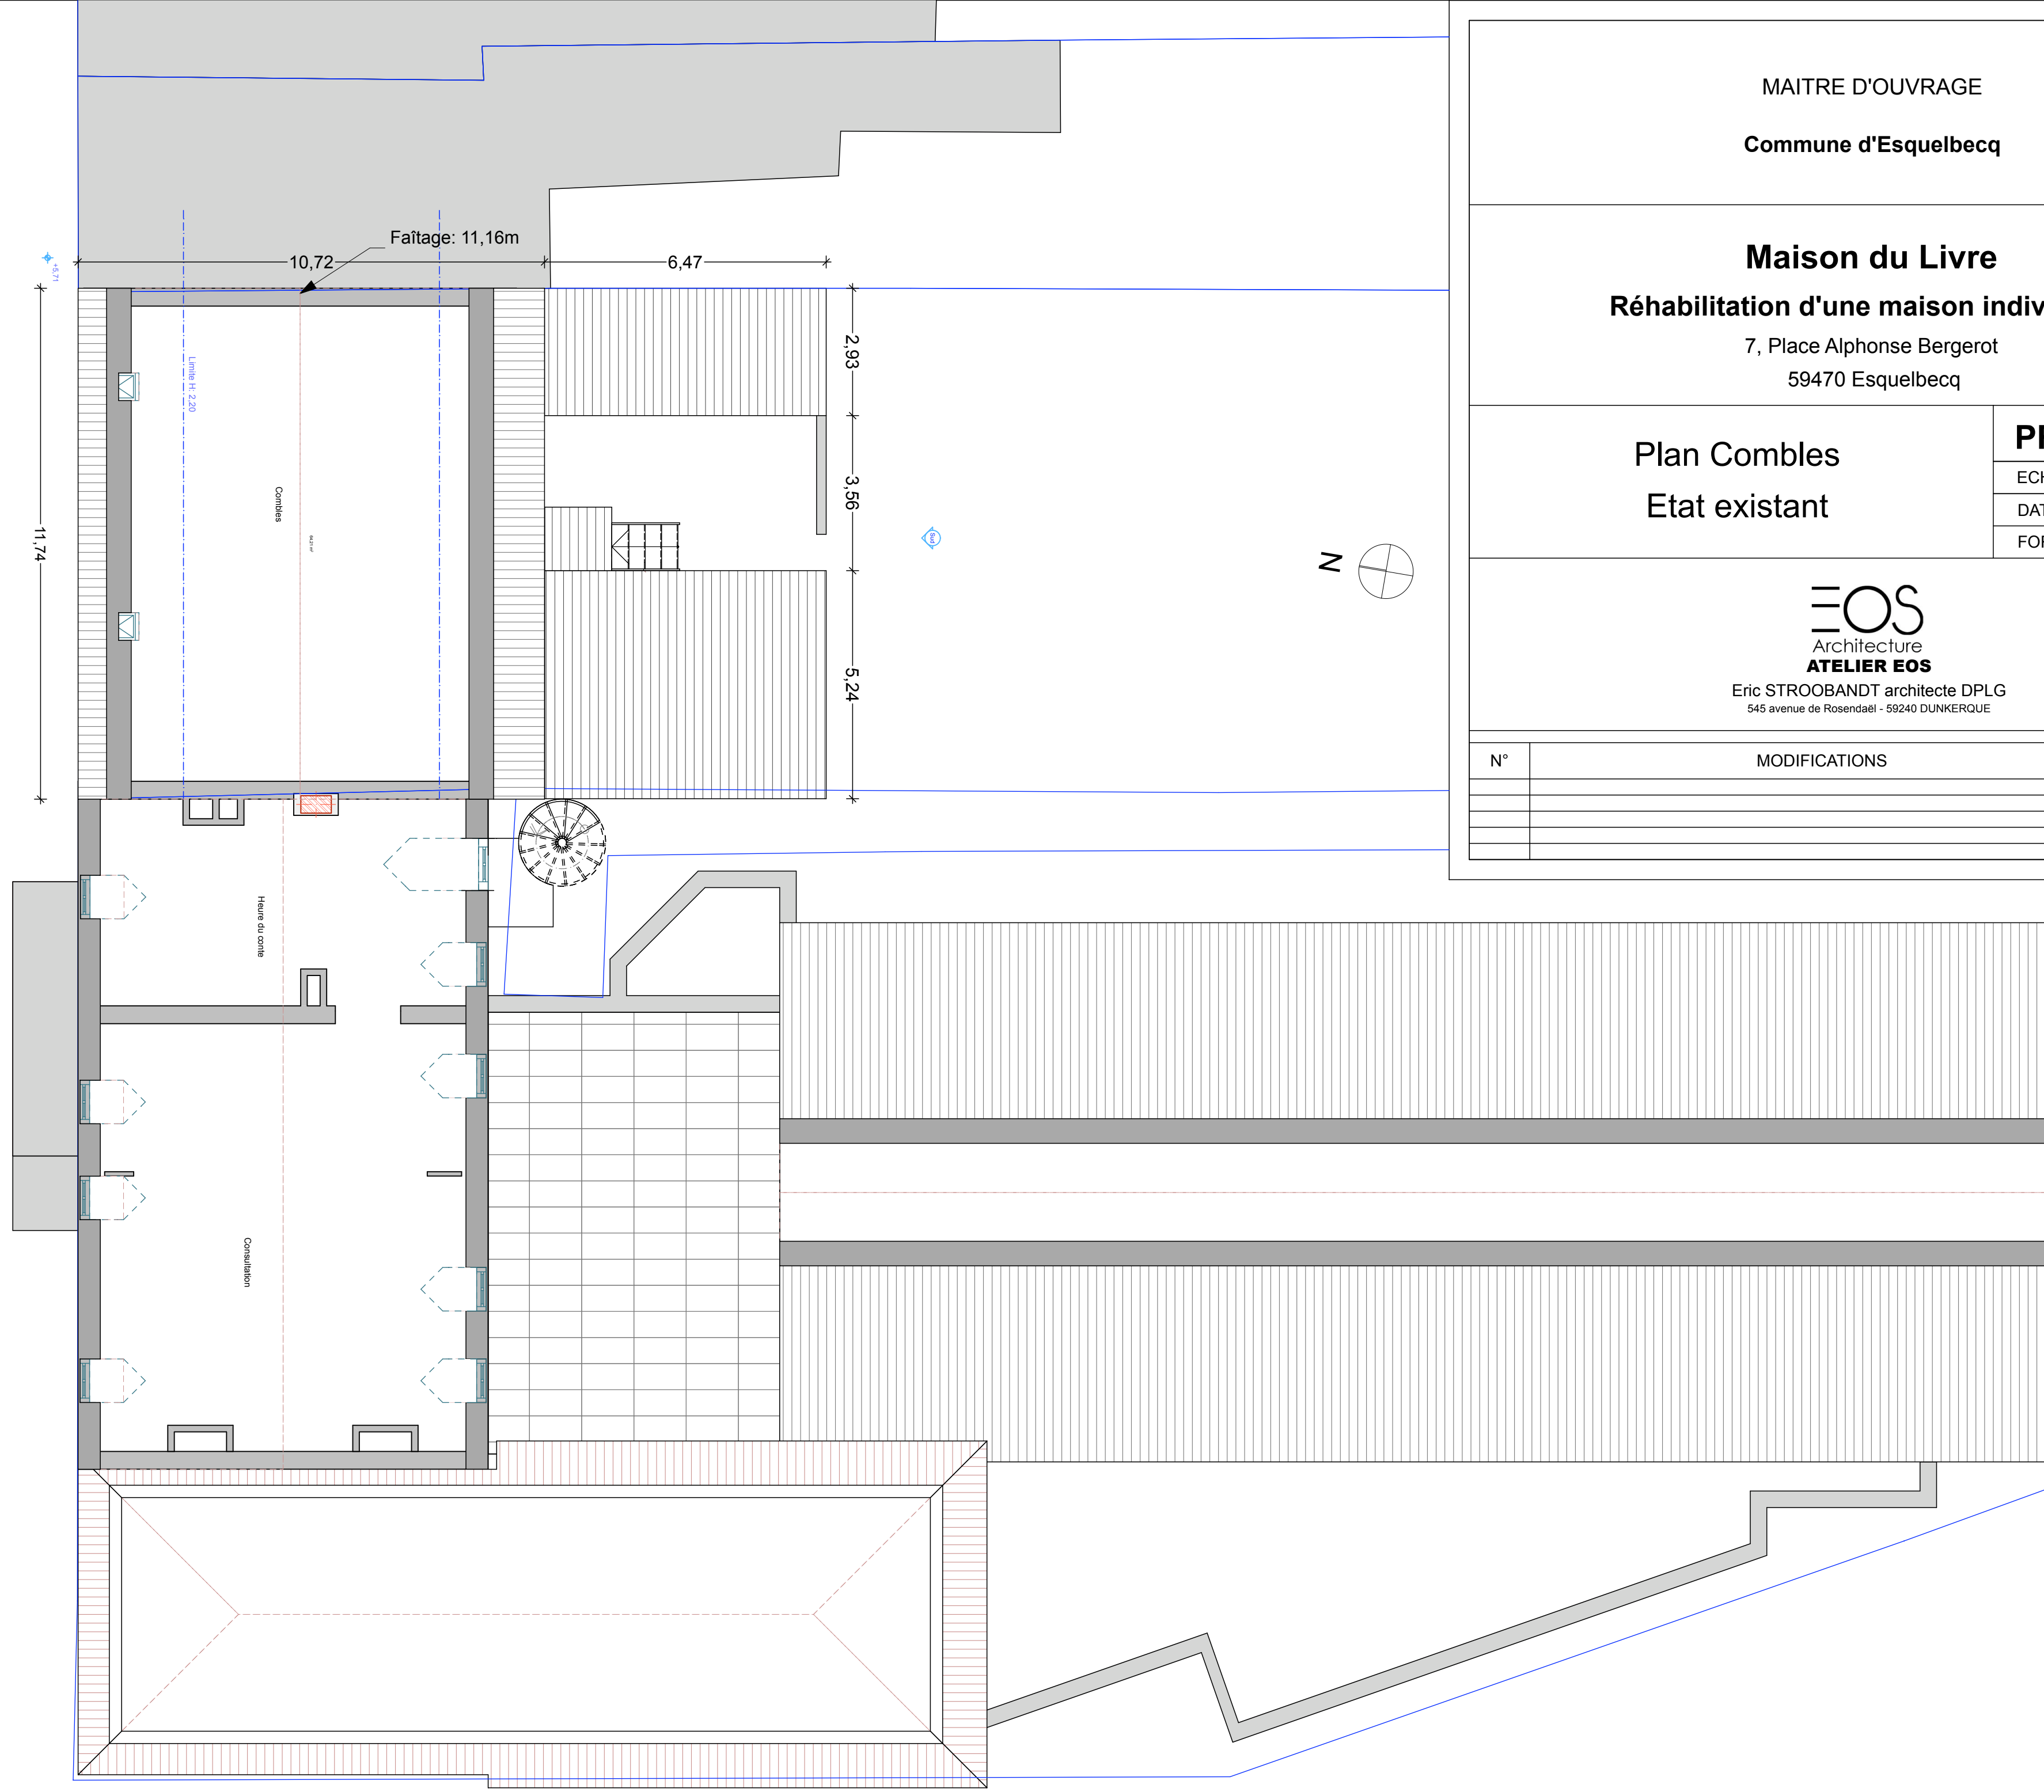 MAITRE D'OUVRAGE
Commune d'Esquelbecq
Maison du Livre
Réhabilitation d'une maison indiv
7, Place Alphonse Bergerot
59470 Esquelbecq
Plan Combles
Etat existant
ECH
DAT
FOR
EOS
Architecture
ATELIER EOS
Eric STROOBANDT architecte DPLG
545 avenue de Rosendaël - 59240 DUNKERQUE
N°
MODIFICATIONS
Faîtage: 11,16m
10,72
6,47
+5,71
Limite H: 2,20
2,93
3,56
5,24
11,74
Combles
Sud
N
Heure du conte
Consultation